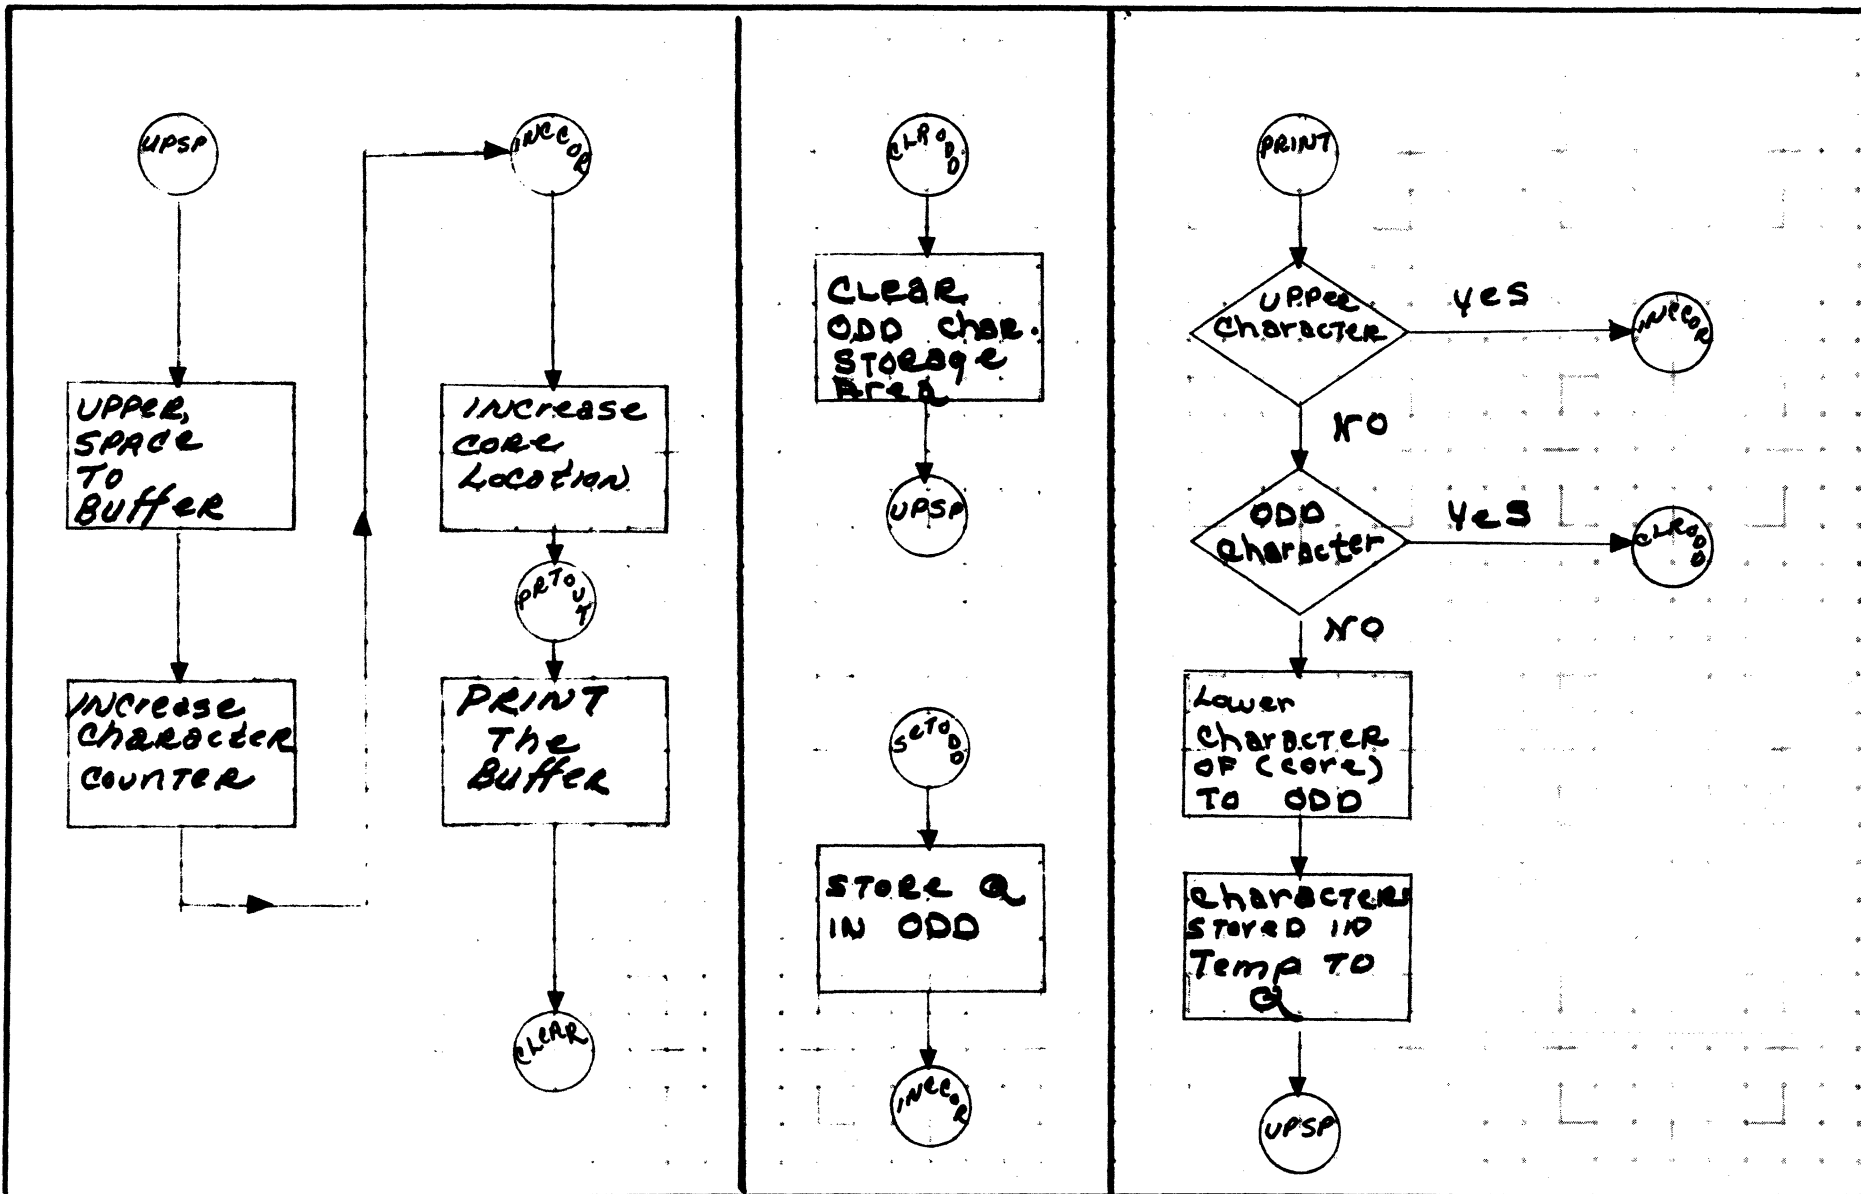 UPSP
UPPER,
SPACE
TO
Buffer
INCrease
Character
COUNTER
INCCOR
INCrease
CORE
Location
PRTOUT
PRINT
The
Buffer
CLEAR
CLRODD
CLear
ODD char.
STorage
Area
UPSP
SETODD
STORE Q
IN ODD
INCCOR
PRINT
UPPer
Character
yes
INCCOR
NO
ODD
Character
Yes
CLRODD
NO
Lower
CharacTER
OF (core)
TO ODD
CharacTERS
STOreD IN
Temp TO
Q
UPSP